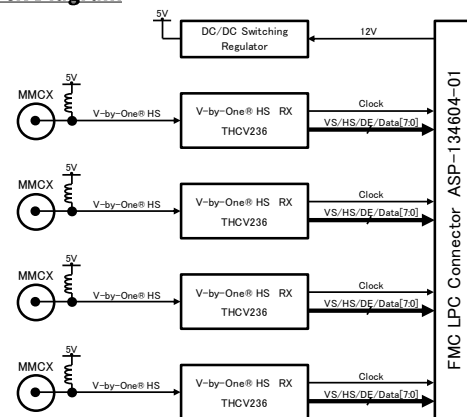 5V
DC/DC Switching
Regulator
12V
MMCX
5V
V-by-One® HS
V-by-One® HS RX
THCV236
Clock
VS/HS/DE/Data[7:0]
MMCX
5V
V-by-One® HS
V-by-One® HS RX
THCV236
Clock
VS/HS/DE/Data[7:0]
MMCX
5V
V-by-One® HS
V-by-One® HS RX
THCV236
Clock
VS/HS/DE/Data[7:0]
MMCX
5V
V-by-One® HS
V-by-One® HS RX
THCV236
Clock
VS/HS/DE/Data[7:0]
FMC LPC Connector ASP-134604-01